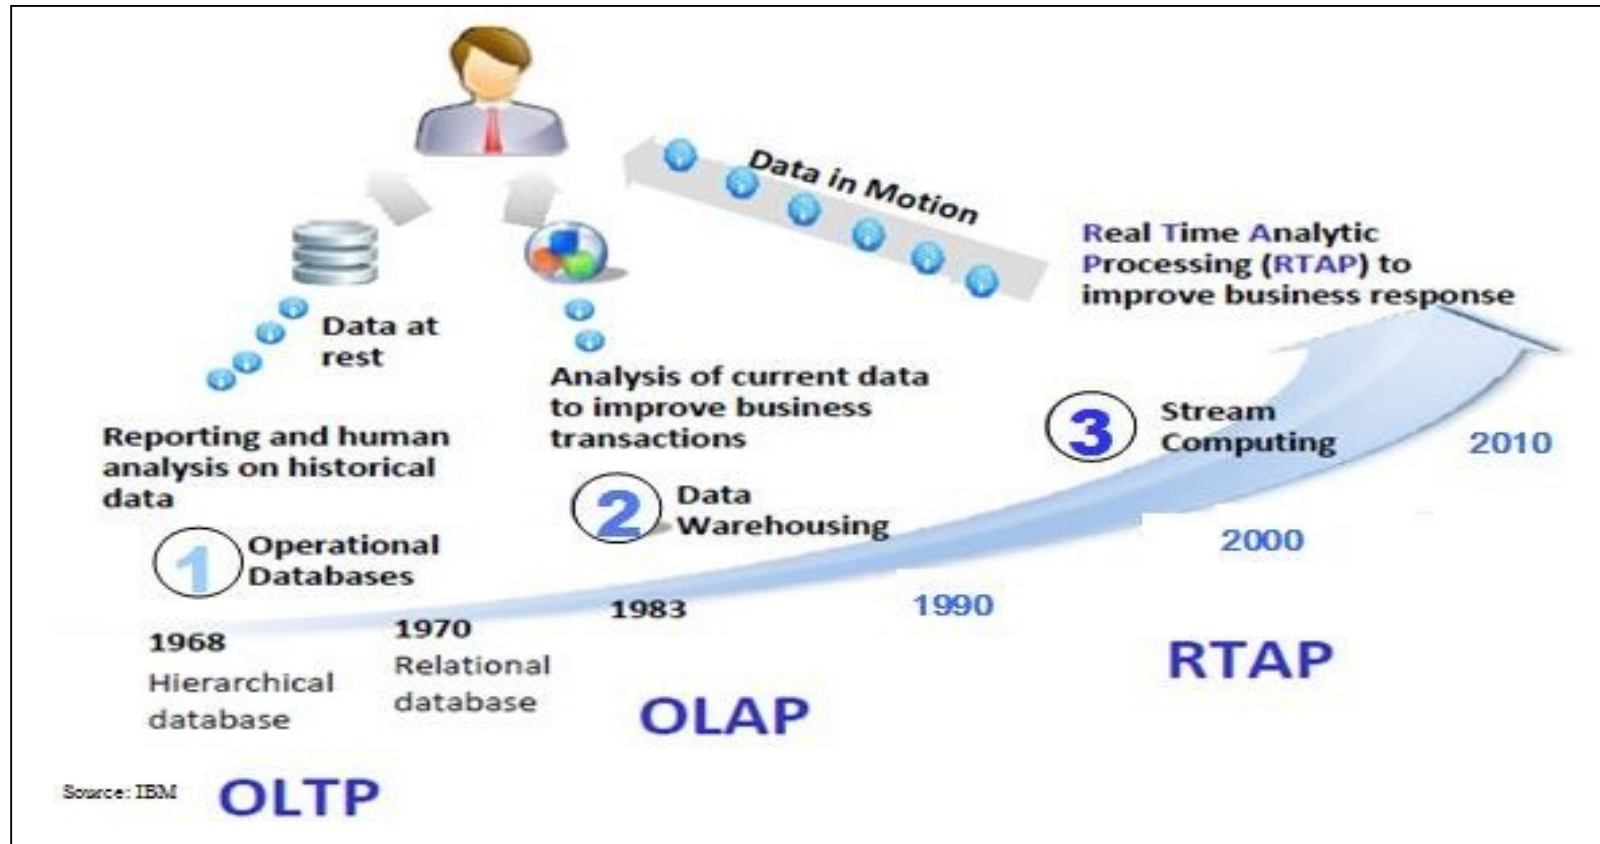 Data in Motion
Real Time Analytic
Processing (RTAP) to
improve business response
Data at
rest
Analysis of current data
to improve business
transactions
Reporting and human
analysis on historical
data
3
Stream
Computing
2010
2
Data
Warehousing
1
Operational
Databases
2000
1990
1983
1970
Relational
database
1968
Hierarchical
database
RTAP
OLAP
OLTP
Source: IBM